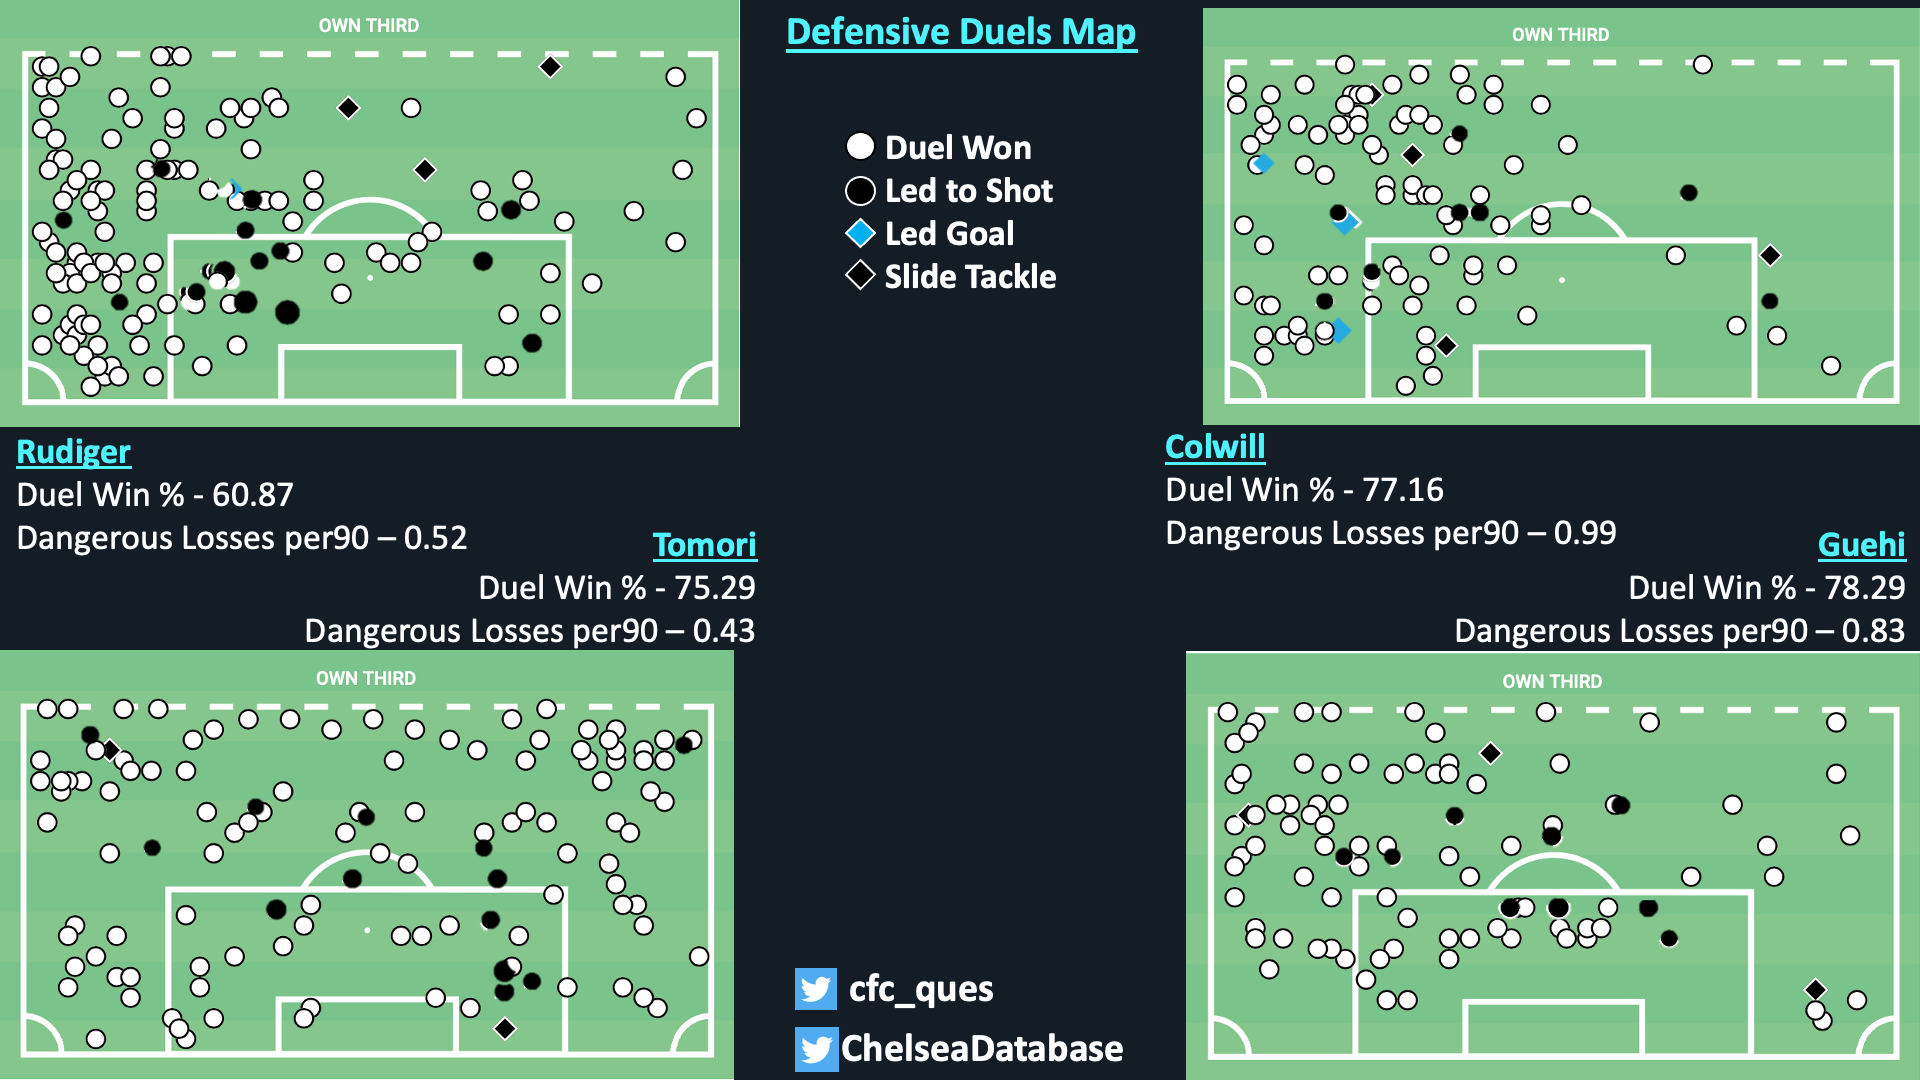 OWN THIRD
Defensive Duels Map
OWN THIRD
Duel Won
Led to Shot
Led Goal
Slide Tackle
Rudiger
Duel Win % - 60.87
Dangerous Losses per90 – 0.52
Colwill
Duel Win % - 77.16
Dangerous Losses per90 – 0.99
Tomori
Duel Win % - 75.29
Dangerous Losses per90 – 0.43
Guehi
Duel Win % - 78.29
Dangerous Losses per90 – 0.83
OWN THIRD
OWN THIRD
cfc_ques
ChelseaDatabase